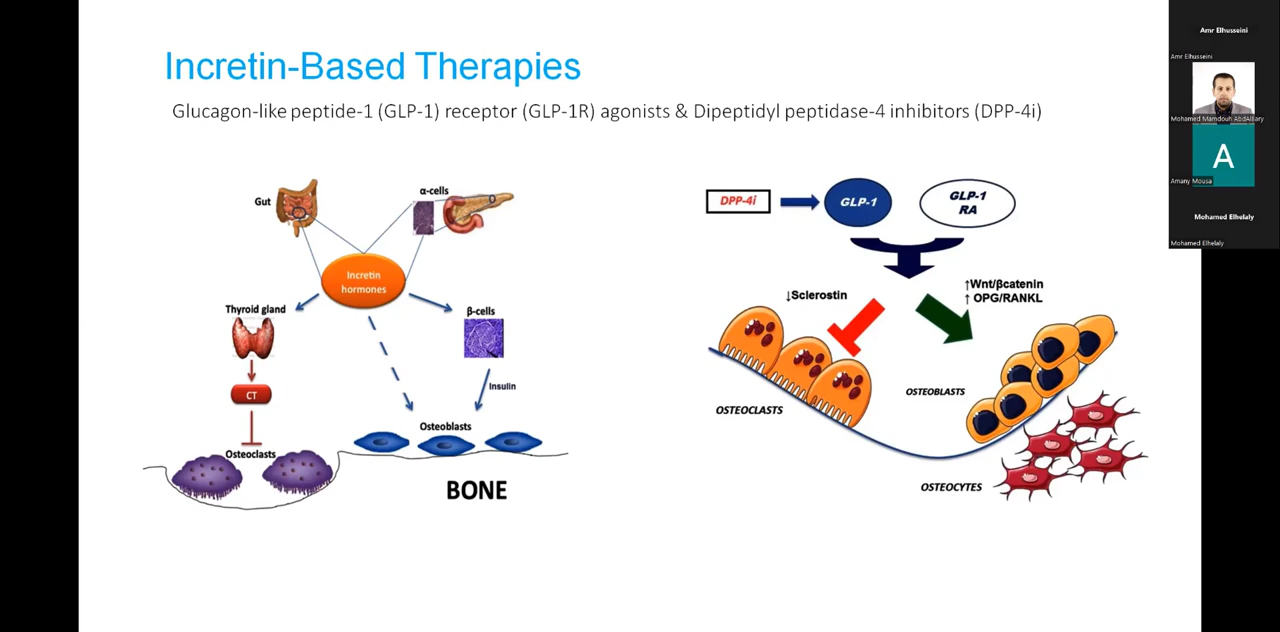 Incretin-Based Therapies
Glucagon-like peptide-1 (GLP-1) receptor (GLP-1R) agonists & Dipeptidyl peptidase-4 inhibitors (DPP-4i)
Gut
α-cells
Incretin
hormones
Thyroid gland
β-cells
CT
Insulin
Osteoblasts
Osteoclasts
BONE
DPP-4i
GLP-1
GLP-1
RA
↓Sclerostin
↑Wnt/βcatenin
↑ OPG/RANKL
OSTEOCLASTS
OSTEOBLASTS
OSTEOCYTES
Amr Elhusseini
Amr Elhusseini
Mohamed Mamdouh AbdAlbary
A
Amany Mousa
Mohamed Elhelaly
Mohamed Elhelaly